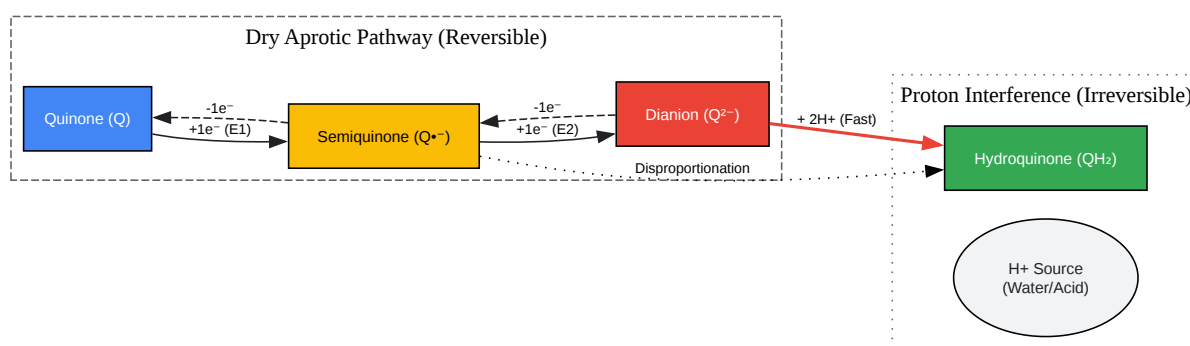 Dry Aprotic Pathway (Reversible)
Proton Interference (Irreversible)
Quinone (Q)
-1e⁻
+1e⁻ (E1)
Semiquinone (Q•⁻)
-1e⁻
+1e⁻ (E2)
Dianion (Q²⁻)
+ 2H+ (Fast)
Disproportionation
Hydroquinone (QH₂)
H+ Source
(Water/Acid)